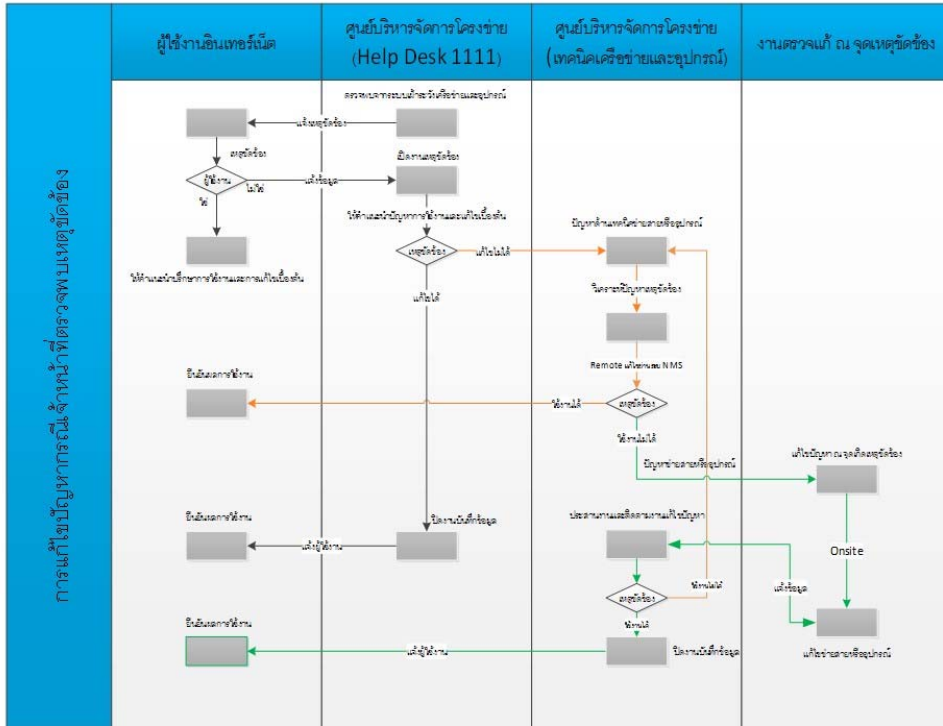 การแก้ไขปัญหากรณีเจ้าหน้าที่ตรวจพบเหตุขัดข้อง
ผู้ใช้งานอินเทอร์เน็ต
ศูนย์บริหารจัดการโครงข่าย
(Help Desk 1111)
ศูนย์บริหารจัดการโครงข่าย
(เทคนิคเครือข่ายและอุปกรณ์)
งานตรวจแก้ ณ จุดเหตุขัดข้อง
ตรวจพบจากระบบเฝ้าระวังเครือข่ายและอุปกรณ์
แจ้งเหตุขัดข้อง
เหตุขัดข้อง
เปิดงานเหตุขัดข้อง
ผู้ใช้งาน
ไม่ใช่
แจ้งข้อมูล
ใช่
ให้คำแนะนำปัญหาการใช้งานและแก้ไขเบื้องต้น
ปัญหาด้านเทคนิคข่ายสายหรืออุปกรณ์
เหตุขัดข้อง
แก้ไขไม่ได้
ให้คำแนะนำปรึกษาการใช้งานและการแก้ไขเบื้องต้น
แก้ไขได้
วิเคราะห์ปัญหาเหตุขัดข้อง
Remote แก้ไขผ่านระบบ NMS
ยืนยันผลการใช้งาน
ใช้งานได้
เหตุขัดข้อง
ใช้งานไม่ได้
ปัญหาข่ายสายหรืออุปกรณ์
แก้ไขปัญหา ณ จุดเกิดเหตุขัดข้อง
ยืนยันผลการใช้งาน
ปิดงานบันทึกข้อมูล
ประสานงานและติดตามงานแก้ไขปัญหา
แจ้งผู้ใช้งาน
Onsite
ใช้งานไม่ได้
แจ้งข้อมูล
เหตุขัดข้อง
ยืนยันผลการใช้งาน
ใช้งานได้
แจ้งผู้ใช้งาน
ปิดงานบันทึกข้อมูล
แก้ไขข่ายสายหรืออุปกรณ์